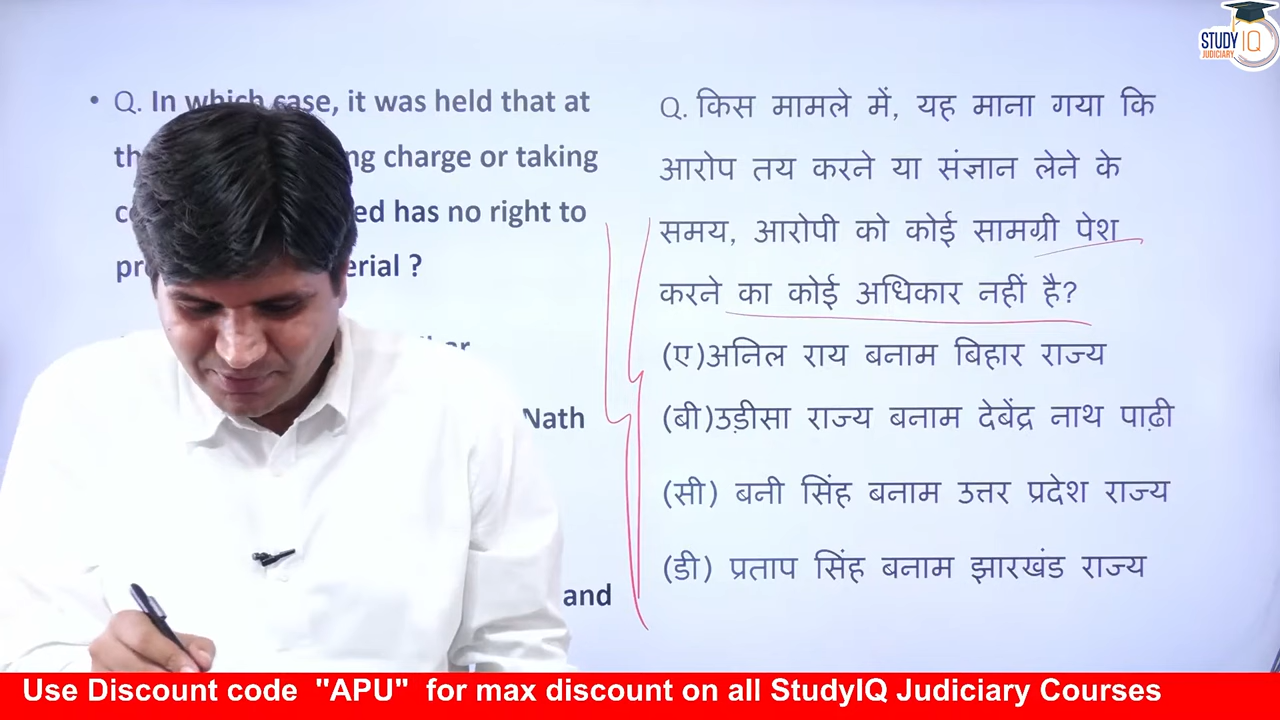 STUDY IQ
JUDICIARY
• Q. In which case, it was held that at
ng charge or taking
ed has no right to
erial ?
Nath
and
Q. किस मामले में, यह माना गया कि
आरोप तय करने या संज्ञान लेने के
समय, आरोपी को कोई सामग्री पेश
करने का कोई अधिकार नहीं है?
(ए)अनिल राय बनाम बिहार राज्य
(बी)उड़ीसा राज्य बनाम देबेंद्र नाथ पाढ़ी
(सी) बनी सिंह बनाम उत्तर प्रदेश राज्य
(डी) प्रताप सिंह बनाम झारखंड राज्य
Use Discount code "APU" for max discount on all StudyIQ Judiciary Courses